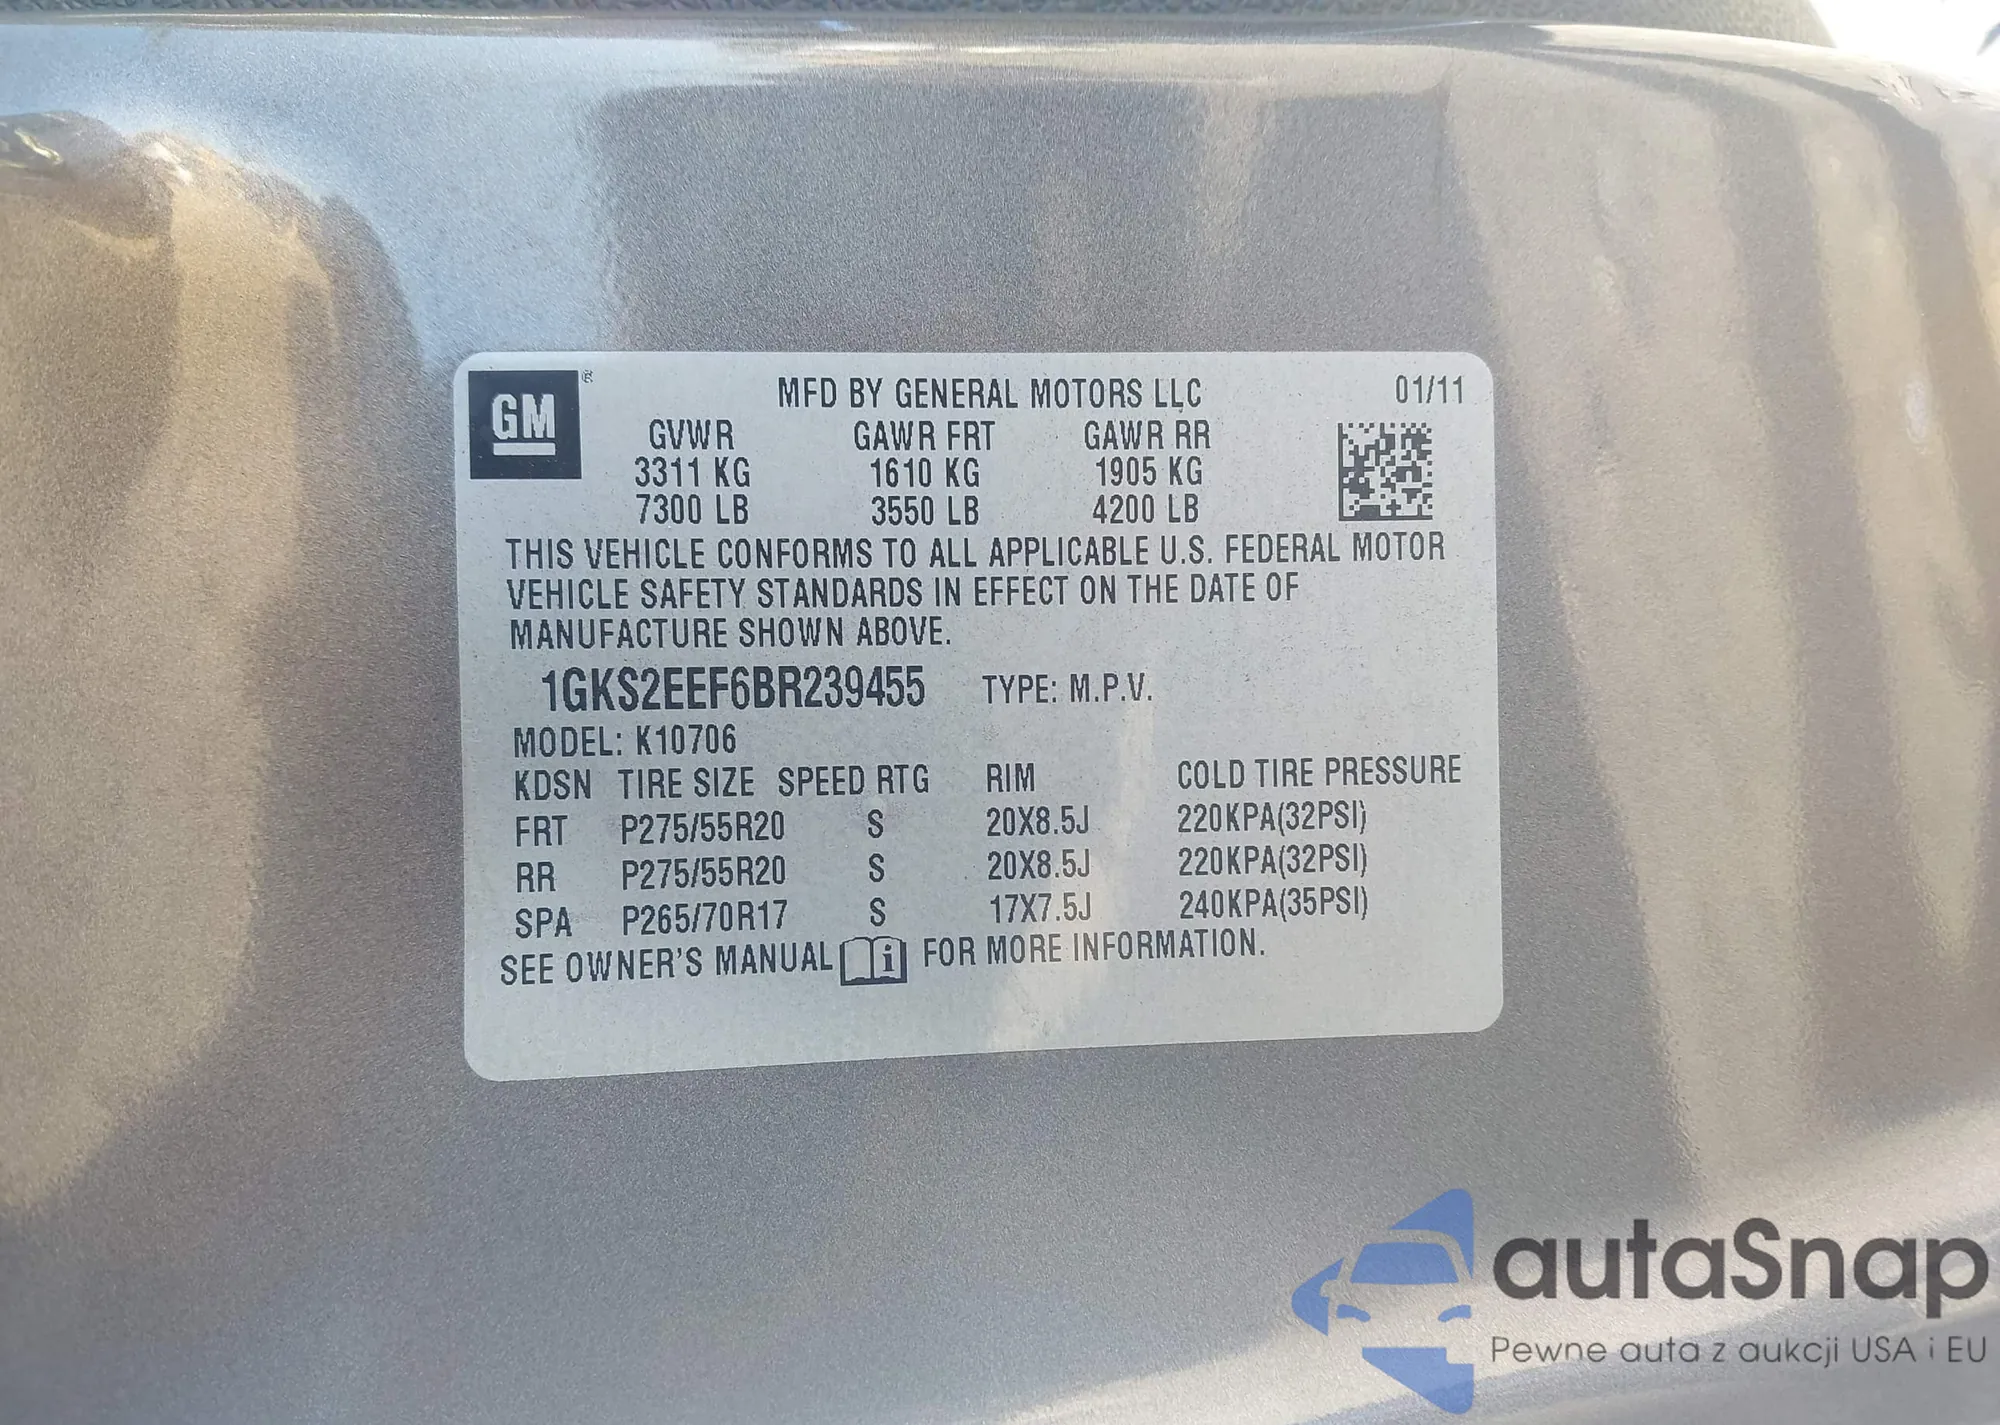 GM ®
MFD BY GENERAL MOTORS LLC 01/11
GVWR GAWR FRT GAWR RR
3311 KG 1610 KG 1905 KG
7300 LB 3550 LB 4200 LB
THIS VEHICLE CONFORMS TO ALL APPLICABLE U.S. FEDERAL MOTOR
VEHICLE SAFETY STANDARDS IN EFFECT ON THE DATE OF
MANUFACTURE SHOWN ABOVE.
1GKS2EEF6BR239455 TYPE: M.P.V.
MODEL: K10706
KDSN TIRE SIZE SPEED RTG RIM COLD TIRE PRESSURE
FRT P275/55R20 S 20X8.5J 220KPA(32PSI)
RR P275/55R20 S 20X8.5J 220KPA(32PSI)
SPA P265/70R17 S 17X7.5J 240KPA(35PSI)
SEE OWNER'S MANUAL i FOR MORE INFORMATION.
autaSnap
Pewne auta z aukcji USA i EU